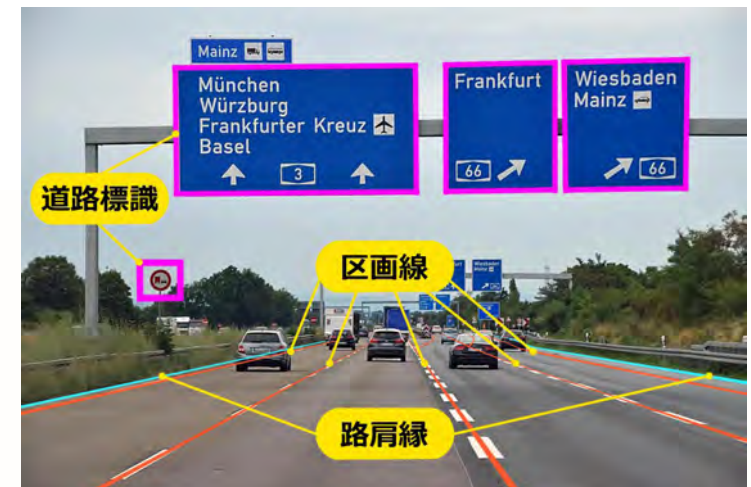 Mainz
München
Würzburg
Frankfurter Kreuz
Basel
3
Frankfurt
66
Wiesbaden
Mainz
66
道路標識
区画線
路肩縁